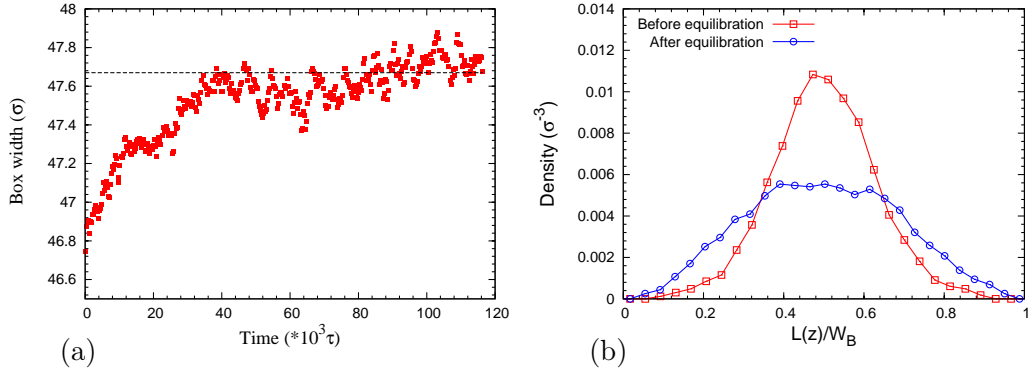 48
47.8
47.6
47.4
47.2
47
46.8
46.6
Box width (σ)
0 20 40 60 80 100 120
Time (*10³τ)
(a)
0.014
0.012
0.01
0.008
0.006
0.004
0.002
0
Density (σ⁻³)
Before equilibration
After equilibration
0 0.2 0.4 0.6 0.8 1
L(z)/W_B
(b)